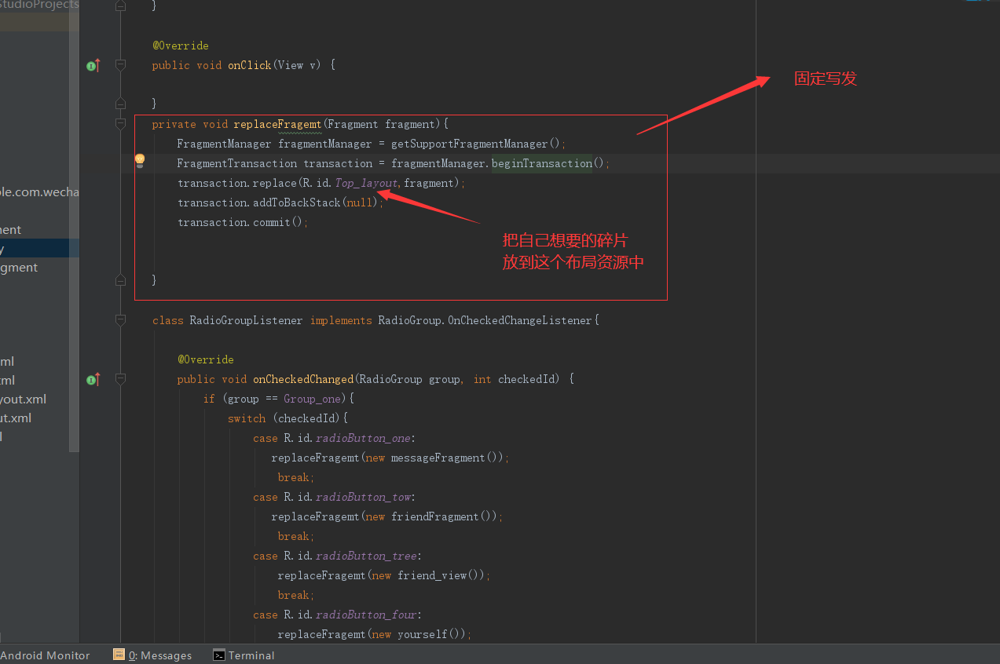 StudioProjects
}
@Override
public void onClick(View v) {
}
固定写发
private void replaceFragemt(Fragment fragment){
FragmentManager fragmentManager = getSupportFragmentManager();
FragmentTransaction transaction = fragmentManager.beginTransaction();
transaction.replace(R.id.Top_layout,fragment);
transaction.addToBackStack(null);
transaction.commit();
把自己想要的碎片
放到这个布局资源中
}
class RadioGroupListener implements RadioGroup.OnCheckedChangeListener{
@Override
public void onCheckedChanged(RadioGroup group, int checkedId) {
if (group == Group_one){
switch (checkedId){
case R.id.radioButton_one:
replaceFragemt(new messageFragment());
break;
case R.id.radioButton_tow:
replaceFragemt(new friendFragment());
break;
case R.id.radioButton_tree:
replaceFragemt(new friend_view());
break;
case R.id.radioButton_four:
replaceFragemt(new yourself());
ple.com.wecha
nent
y
gment
ml
ml
yout.xml
ut.xml
l
Android Monitor
0: Messages
Terminal